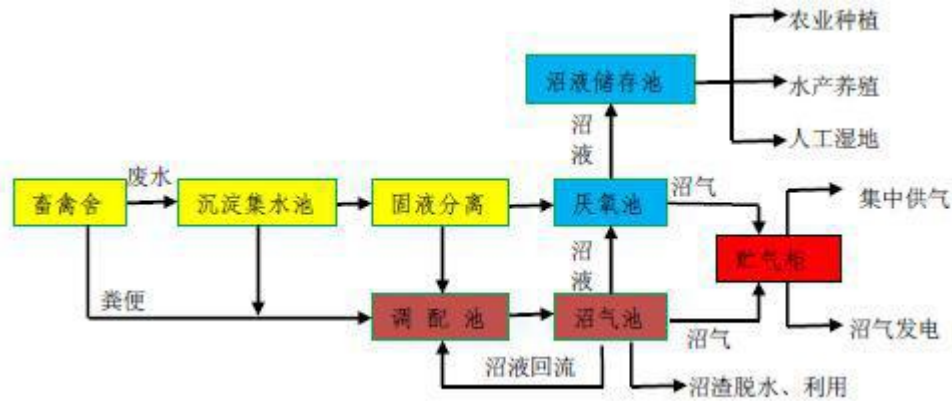 农业种植
沼液储存池
水产养殖
沼液
人工湿地
废水
沼气
集中供气
畜禽舍
沉淀集水池
固液分离
厌氧池
贮气柜
沼液
粪便
调配池
沼气池
沼气
沼气发电
沼液回流
沼渣脱水、利用